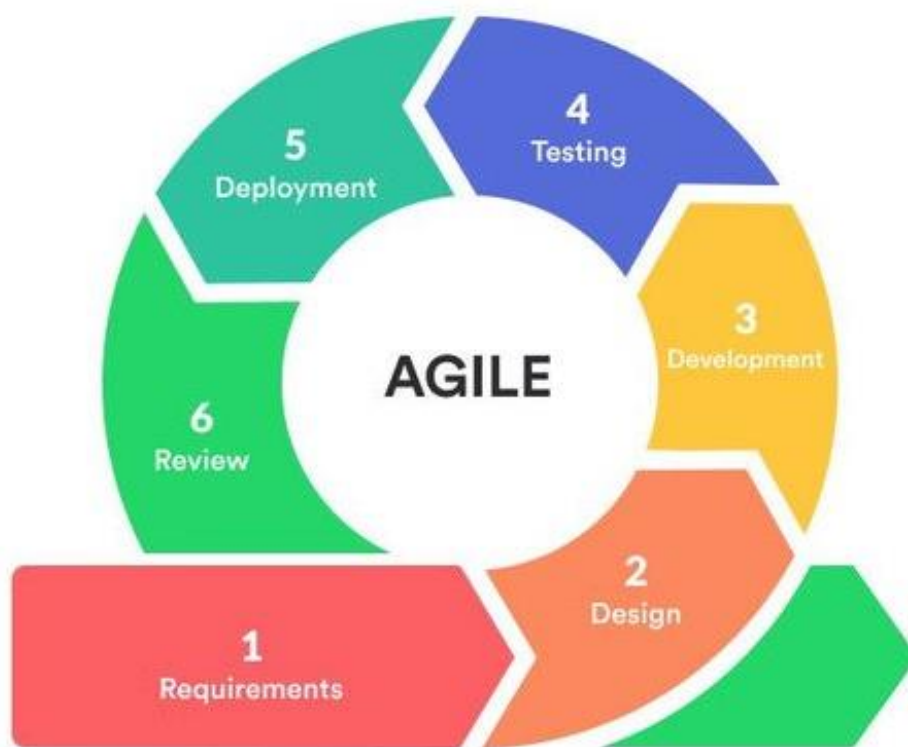 AGILE
1
Requirements
2
Design
3
Development
4
Testing
5
Deployment
6
Review